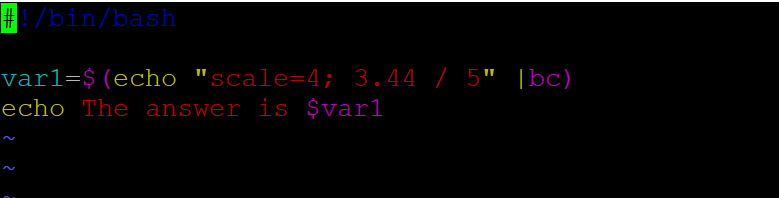 #!/bin/bash
var1=$(echo "scale=4; 3.44 / 5" |bc)
echo The answer is $var1
~
~
~